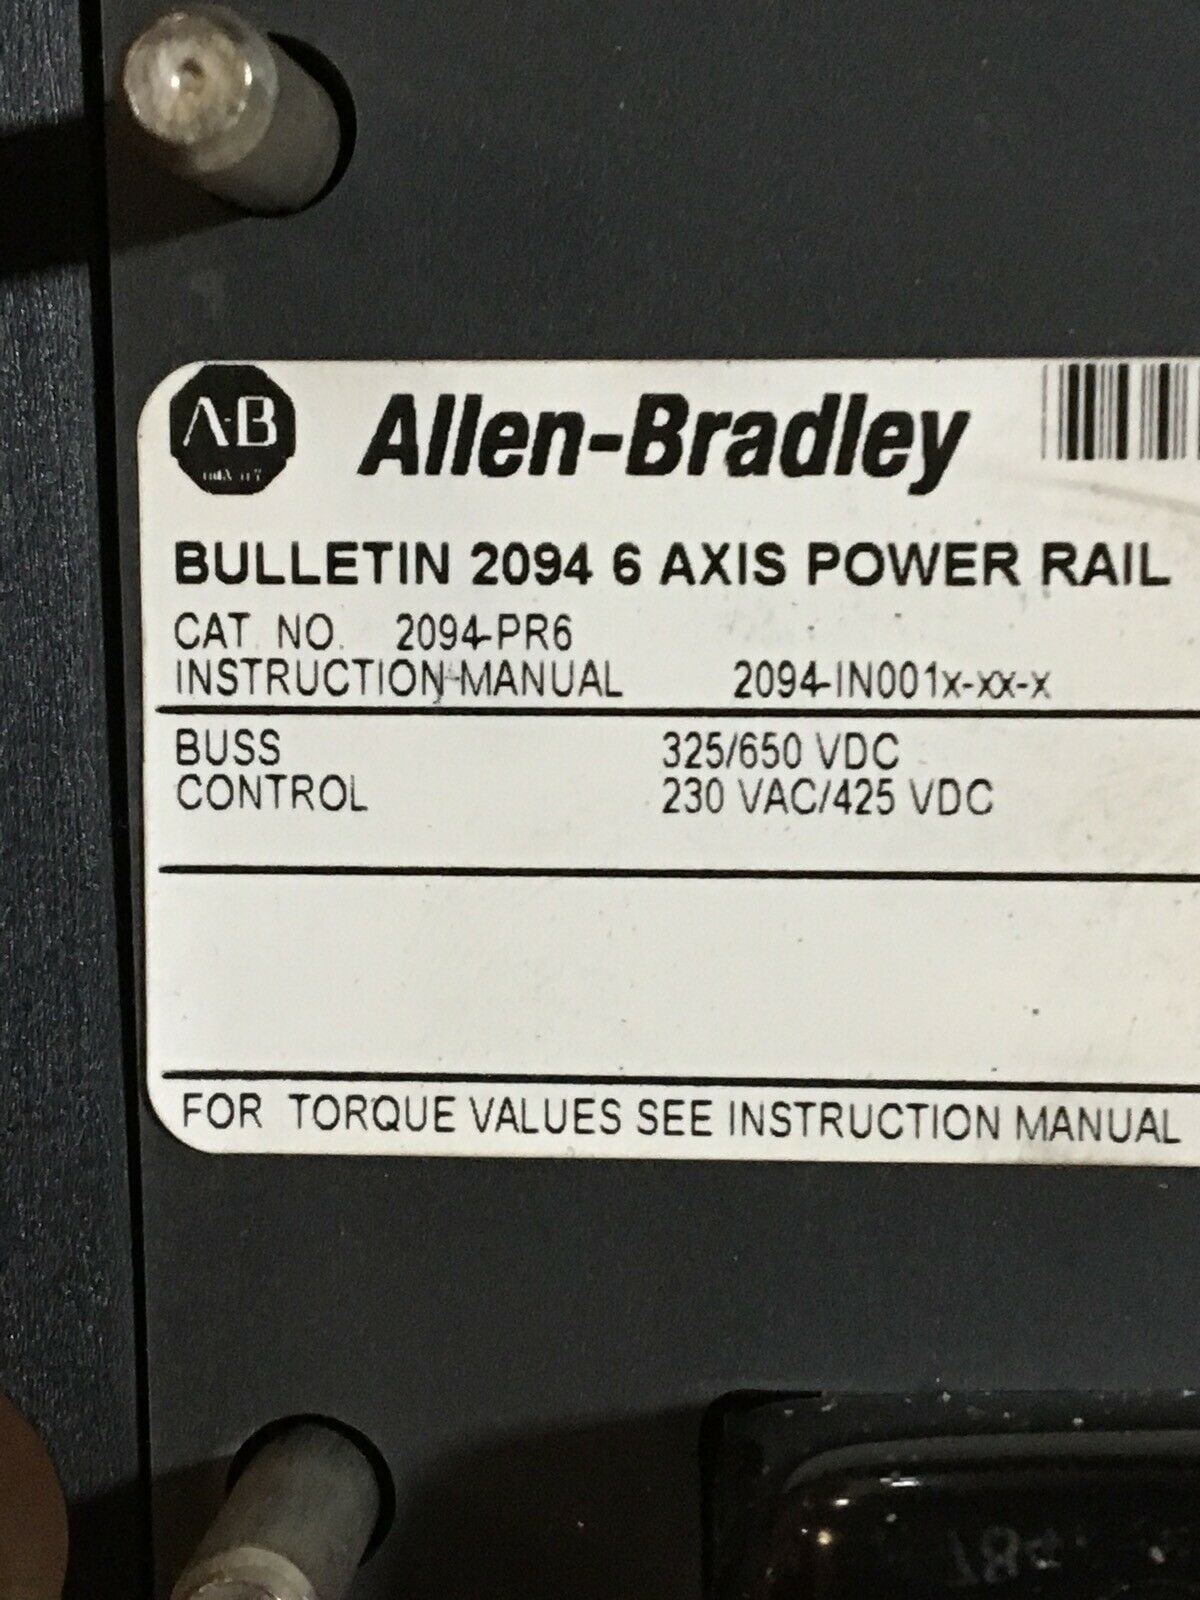 A-B Allen-Bradley
BULLETIN 2094 6 AXIS POWER RAIL
CAT. NO. 2094-PR6
INSTRUCTION MANUAL 2094-IN001x-xx-x
BUSS 325/650 VDC
CONTROL 230 VAC/425 VDC
FOR TORQUE VALUES SEE INSTRUCTION MANUAL